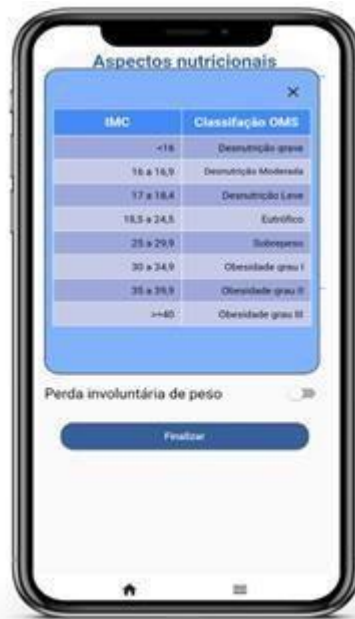 Aspectos nutricionais
×
IMC Classifação OMS
<16 Desnutrição grave
16 a 16,9 Desnutrição Moderada
17 a 18,4 Desnutrição Leve
18,5 a 24,5 Eutrófico
25 a 29,9 Sobrepeso
30 a 34,9 Obesidade grau I
35 a 39,9 Obesidade grau II
>=40 Obesidade grau III
Perda involuntária de peso
Finalizar